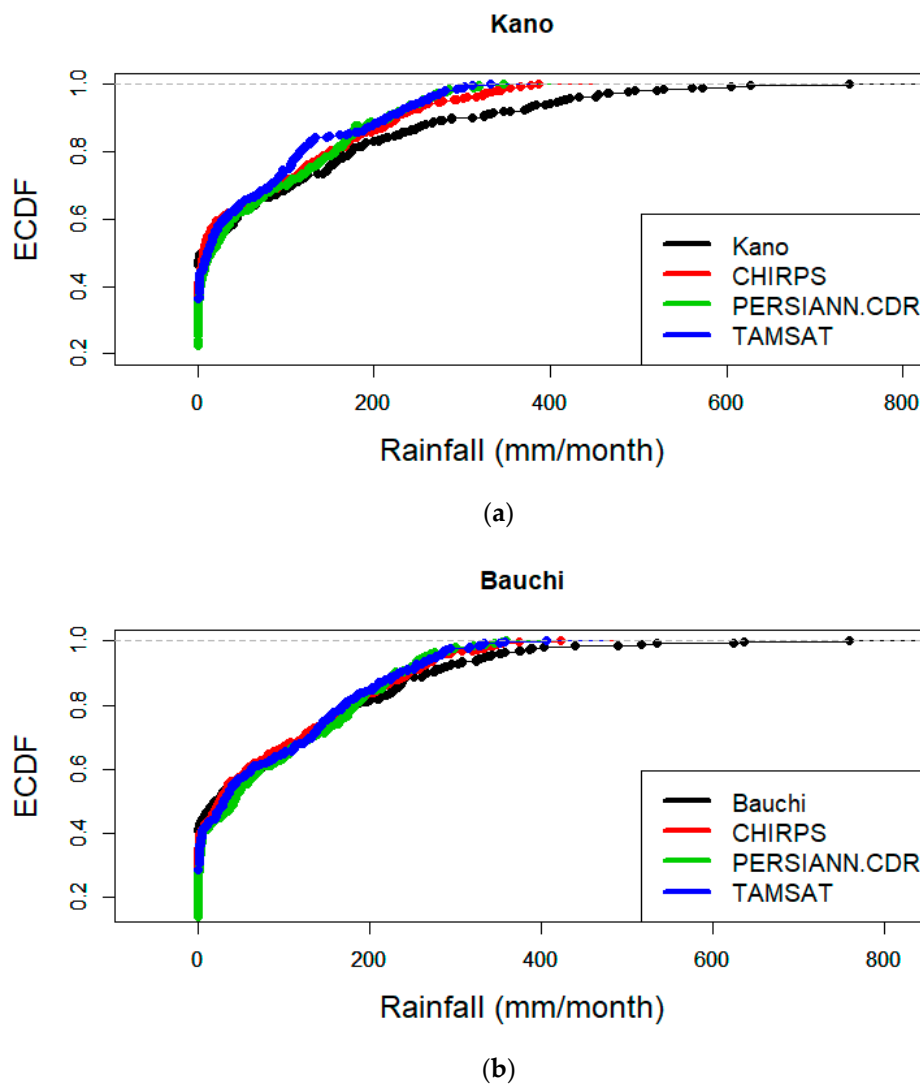 Kano
ECDF
1.0
0.8
0.6
0.4
0.2
Kano
CHIRPS
PERSIANN.CDR
TAMSAT
0 200 400 600 800
Rainfall (mm/month)
(a)
Bauchi
ECDF
1.0
0.8
0.6
0.4
0.2
Bauchi
CHIRPS
PERSIANN.CDR
TAMSAT
0 200 400 600 800
Rainfall (mm/month)
(b)